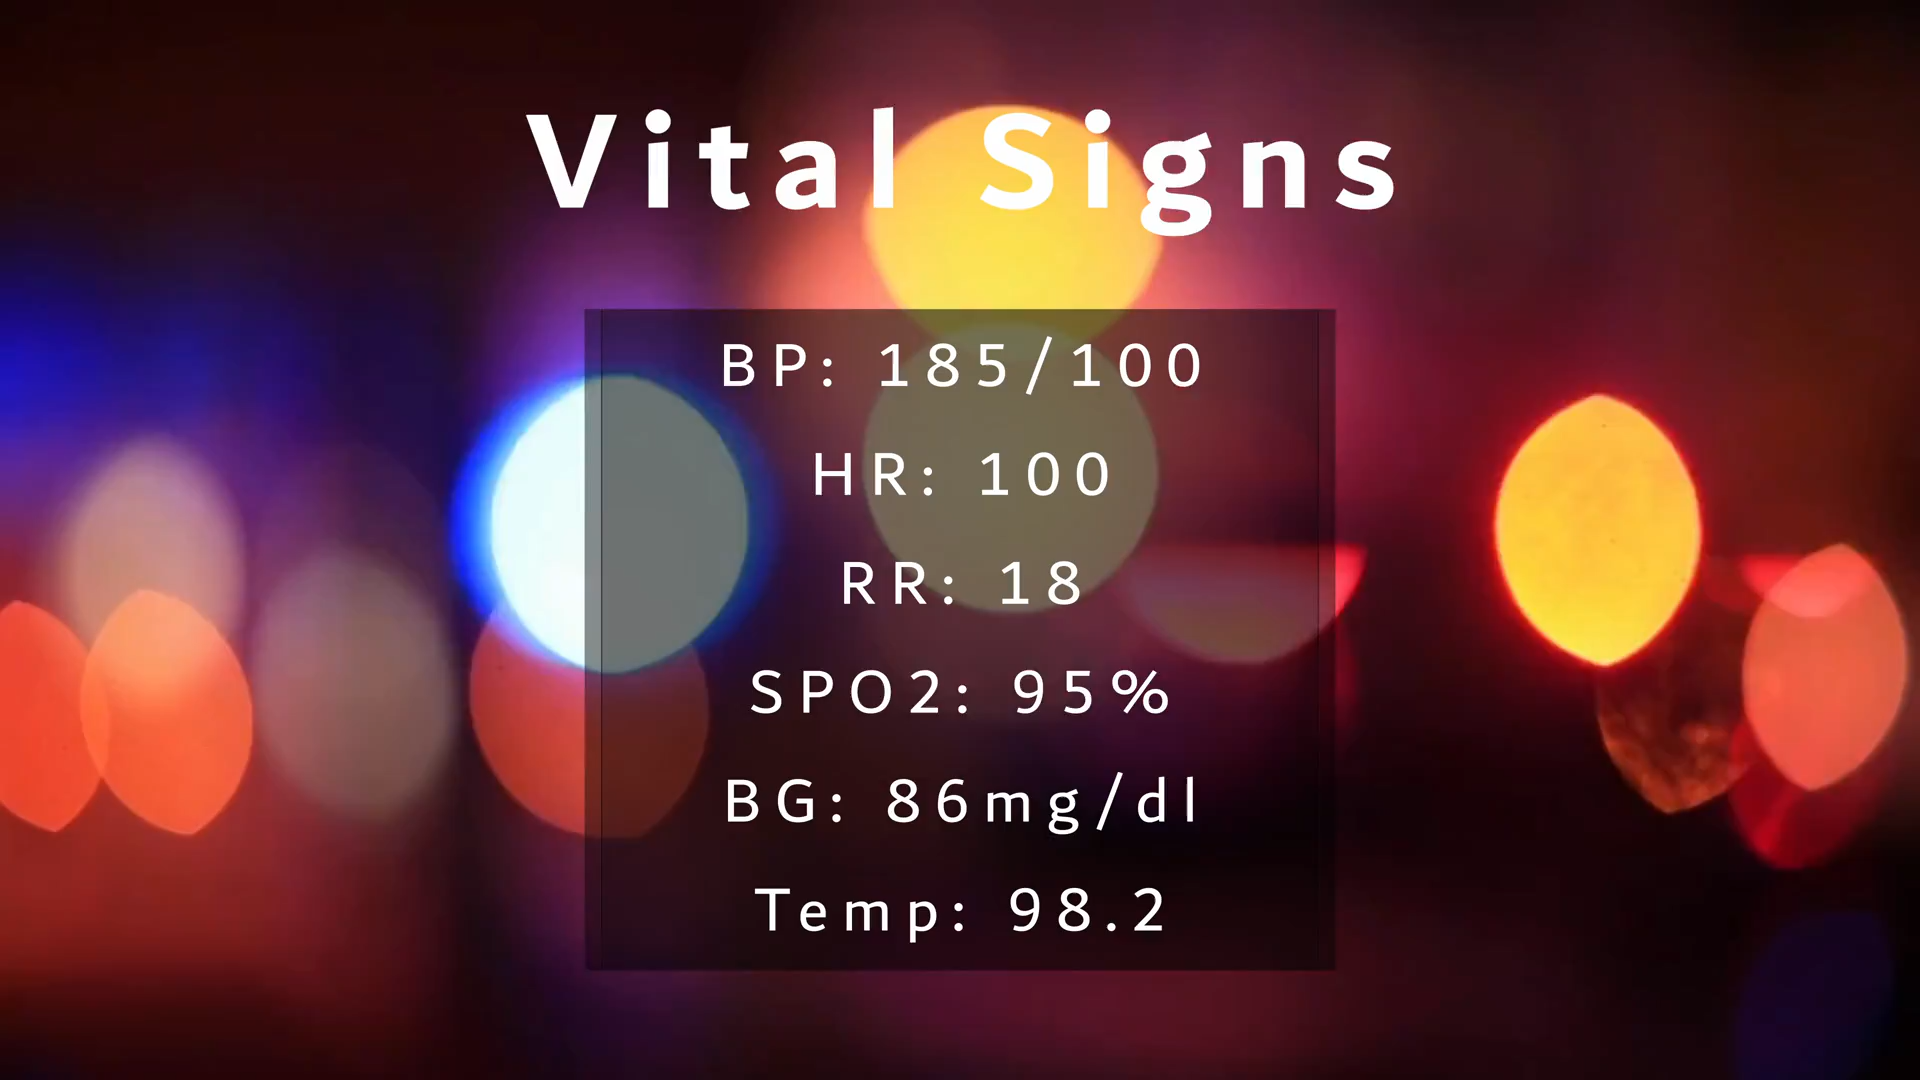 Vital Signs
BP: 185/100
HR: 100
RR: 18
SPO2: 95%
BG: 86mg/dl
Temp: 98.2